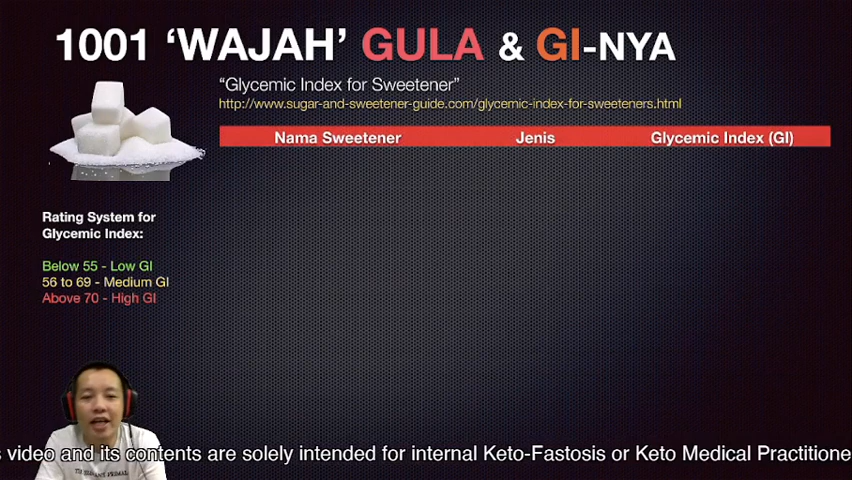 1001 ‘WAJAH’ GULA & GI-NYA
“Glycemic Index for Sweetener”
http://www.sugar-and-sweetener-guide.com/glycemic-index-for-sweeteners.html
Nama Sweetener Jenis Glycemic Index (GI)
Rating System for
Glycemic Index:
Below 55 - Low GI
56 to 69 - Medium GI
Above 70 - High GI
video and its contents are solely intended for internal Keto-Fastosis or Keto Medical Practitione